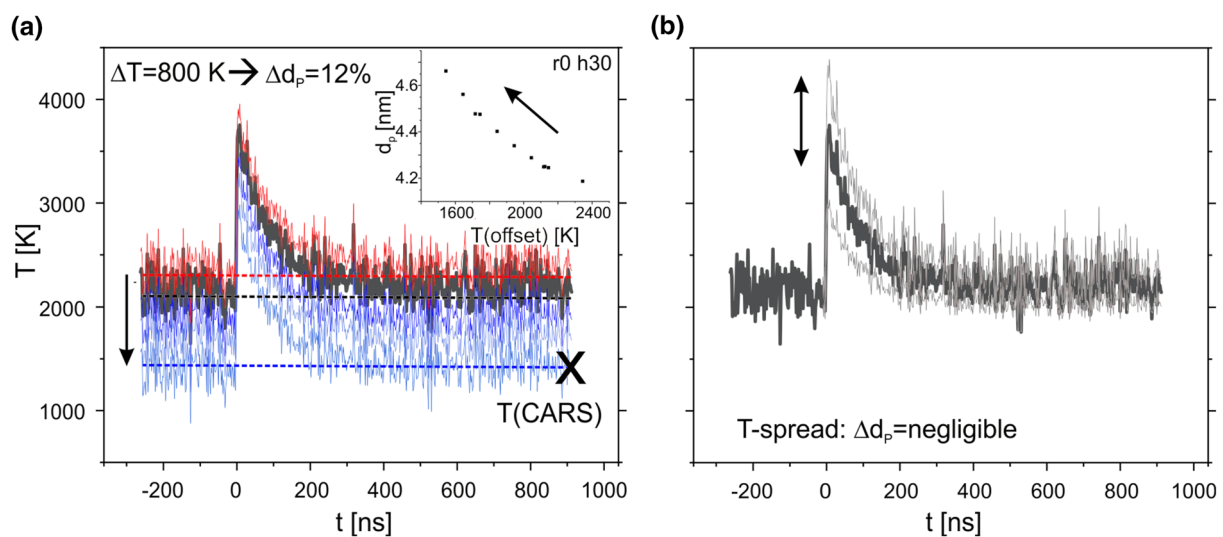 (a)
ΔT=800 K → Δd_P=12%
r0 h30
4.6
4.4
4.2
d_p [nm]
1600 2000 2400
T(offset) [K]
4000
3000
2000
1000
T [K]
T(CARS)
X
-200 0 200 400 600 800 1000
t [ns]
(b)
T-spread: Δd_P=negligible
-200 0 200 400 600 800 1000
t [ns]